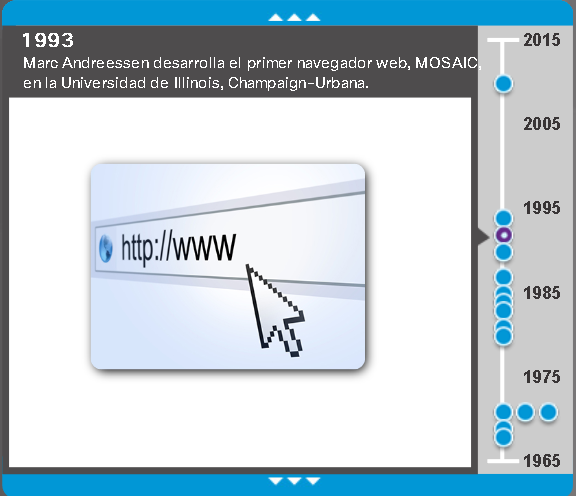 1993
Marc Andreessen desarrolla el primer navegador web, MOSAIC,
en la Universidad de Illinois, Champaign-Urbana.
http://www
2015
2005
1995
1985
1975
1965